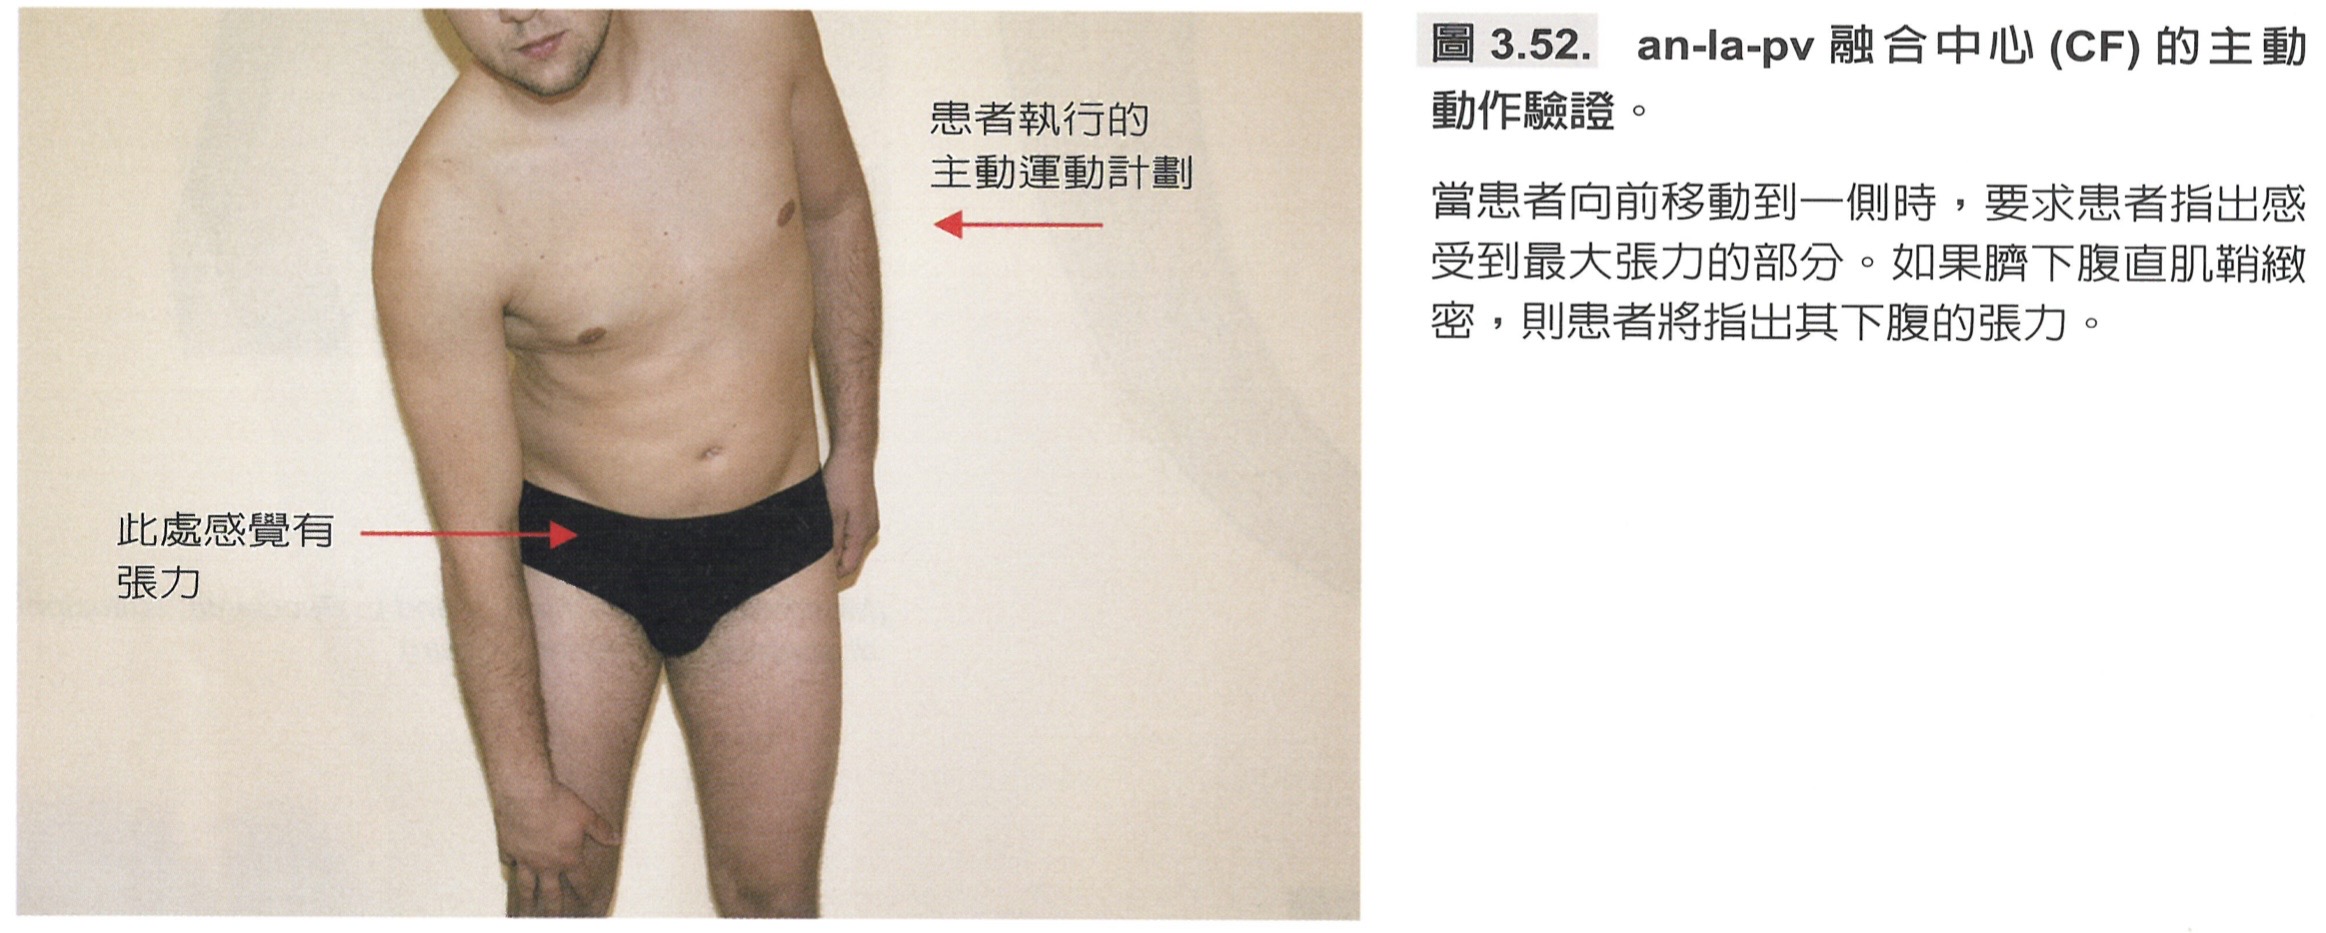 患者執行的
主動運動計劃
此處感覺有
張力
圖 3.52. an-la-pv 融合中心 (CF) 的主動
動作驗證。
當患者向前移動到一側時，要求患者指出感
受到最大張力的部分。如果臍下腹直肌鞘緻
密，則患者將指出其下腹的張力。